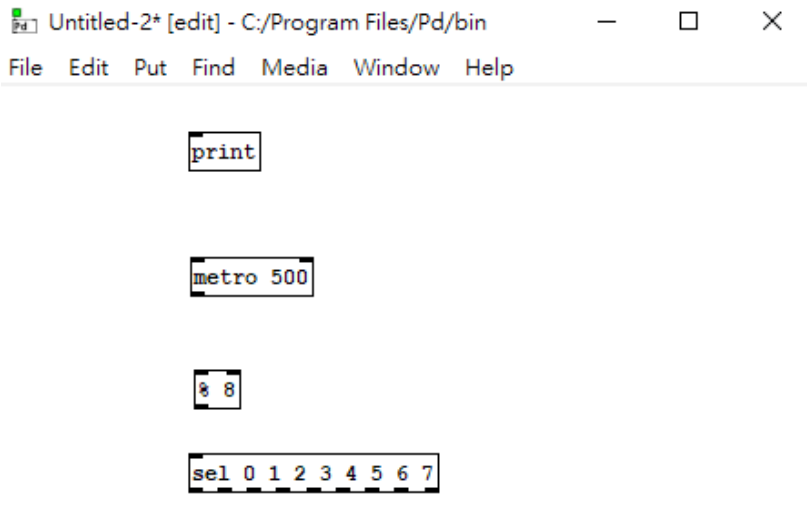 Untitled-2* [edit] - C:/Program Files/Pd/bin
File Edit Put Find Media Window Help
print
metro 500
% 8
sel 0 1 2 3 4 5 6 7